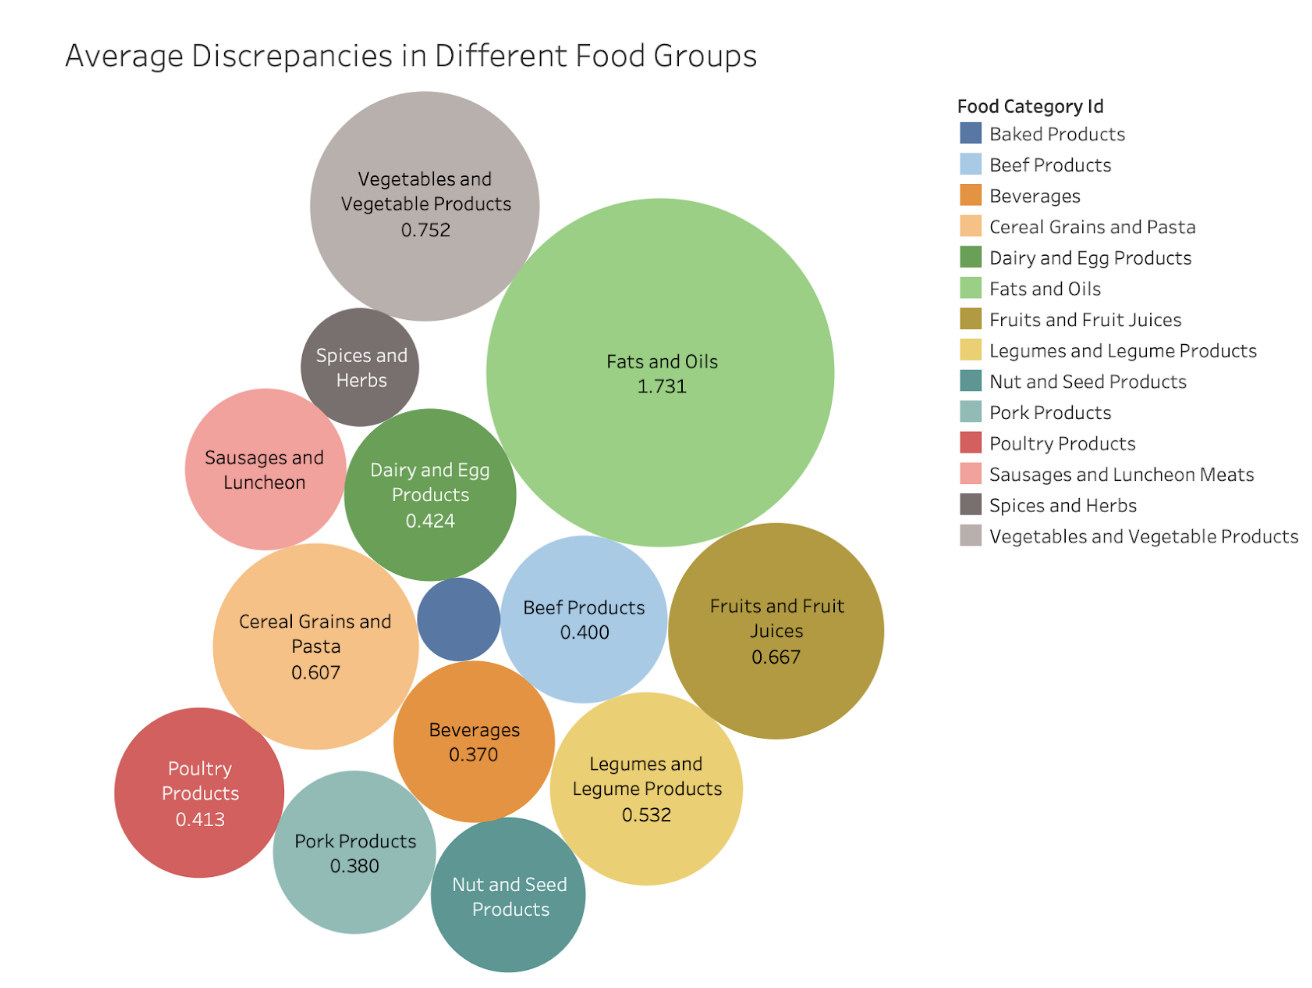 Average Discrepancies in Different Food Groups
Vegetables and
Vegetable Products
0.752
Fats and Oils
1.731
Spices and
Herbs
Sausages and
Luncheon
Dairy and Egg
Products
0.424
Cereal Grains and
Pasta
0.607
Beef Products
0.400
Fruits and Fruit
Juices
0.667
Beverages
0.370
Legumes and
Legume Products
0.532
Poultry
Products
0.413
Pork Products
0.380
Nut and Seed
Products
Food Category Id
Baked Products
Beef Products
Beverages
Cereal Grains and Pasta
Dairy and Egg Products
Fats and Oils
Fruits and Fruit Juices
Legumes and Legume Products
Nut and Seed Products
Pork Products
Poultry Products
Sausages and Luncheon Meats
Spices and Herbs
Vegetables and Vegetable Products